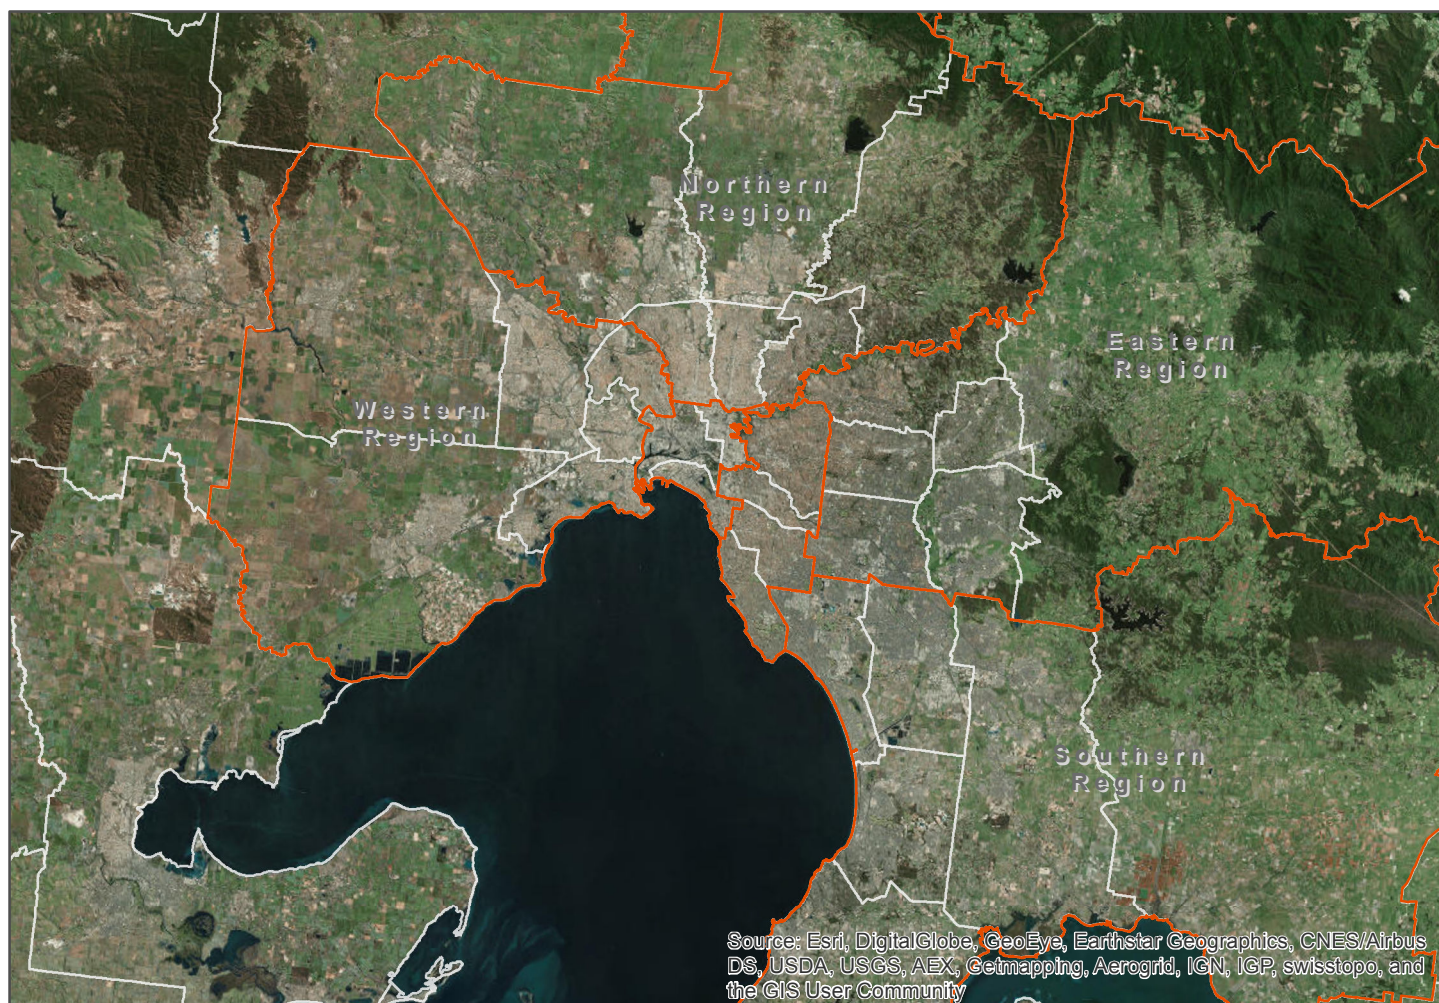 Northern
Region
Eastern
Region
Western
Region
Southern
Region
Source: Esri, DigitalGlobe, GeoEye, Earthstar Geographics, CNES/Airbus
DS, USDA, USGS, AEX, Getmapping, Aerogrid, IGN, IGP, swisstopo, and
the GIS User Community